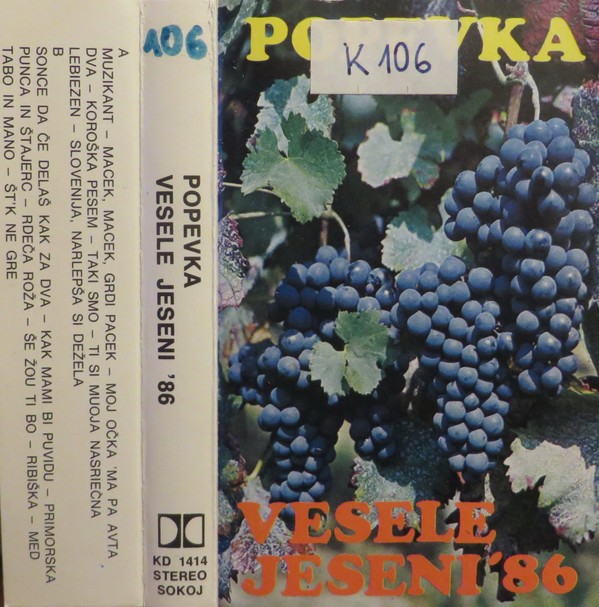 A
MUZIKANT – MACEK, MACEK, GRDI PACEK – MOJ OČKA 'MA PA AVTA
DVA – KOROŠKA PESEM – TAKI SMO – TI SI MUOJA NASRIEČNA
LEBIEZEN – SLOVENIJA, NARLEPŠA SI DEŽELA
B
SONCE DA ČE DELAŠ KAK ZA DVA – KAK MAMI BI PUVIDU – PRIMORSKA
PUNCA IN ŠTAJERC – RDEČA ROŽA – ŠE ŽOU TI BO – RIBIŠKA – MED
TABO IN MANO – ŠT'K NE GRE
106
POPEVKA
VESELE JESENI '86
KD 1414
STEREO
SOKOJ
POPEVKA
K 106
VESELE
JESENI '86